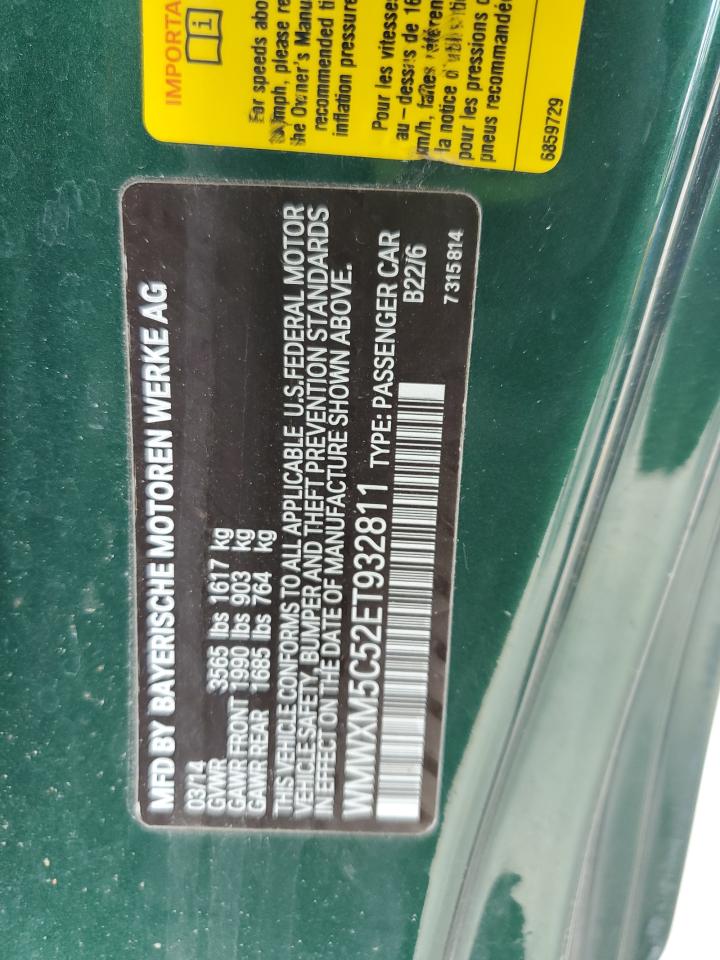 IMPORTA
For speeds abo
mph, please re
the Owner's Manu
recommended ti
inflation pressure
Pour les vitesses
au-dessus de 16
km/h,
la notice d'utilisation
pour les pressions d
pneus recommandée
6859729
MFD BY BAYERISCHE MOTOREN WERKE AG
03/14
GVWR 3565 lbs 1617 kg
GAWR FRONT 1990 lbs 903 kg
GAWR REAR 1685 lbs 764 kg
THIS VEHICLE CONFORMS TO ALL APPLICABLE U.S.FEDERAL MOTOR
VEHICLE SAFETY, BUMPER AND THEFT PREVENTION STANDARDS
IN EFFECT ON THE DATE OF MANUFACTURE SHOWN ABOVE.
WMWXM5C52ET932811 TYPE: PASSENGER CAR
B22/6
7315814